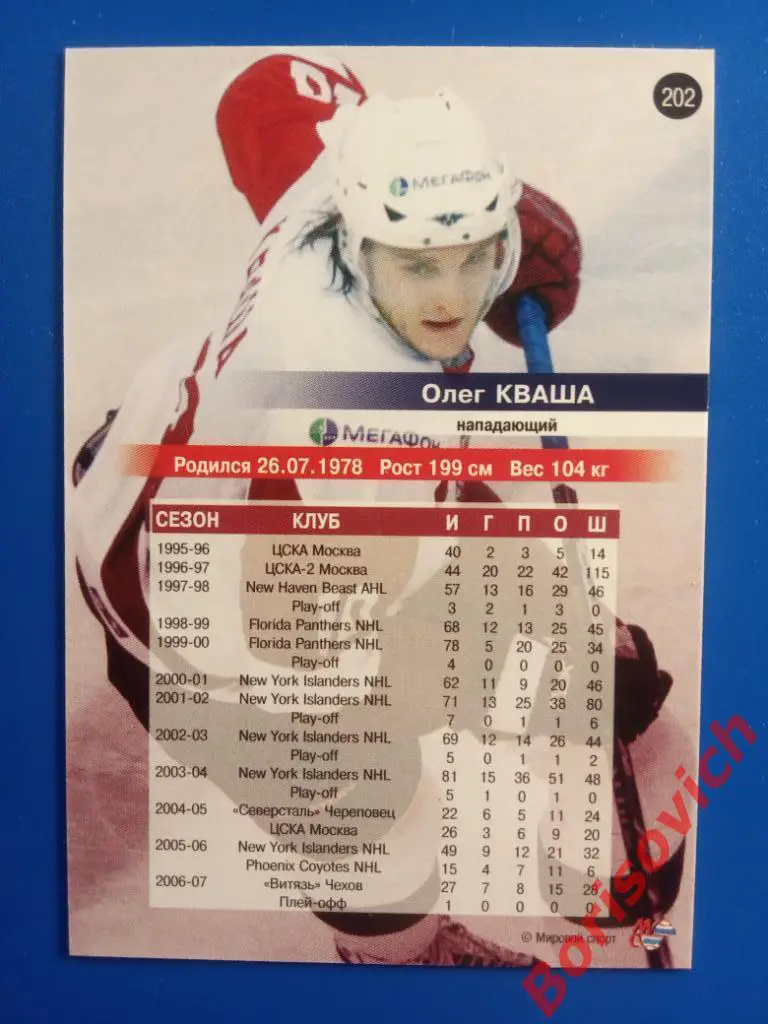 202
МЕГАФОН
КВАША
Олег КВАША
нападающий
МЕГАФОН
Родился 26.07.1978 Рост 199 см Вес 104 кг
СЕЗОН КЛУБ И Г П О Ш
1995-96 ЦСКА Москва 40 2 3 5 14
1996-97 ЦСКА-2 Москва 44 20 22 42 115
1997-98 New Haven Beast AHL 57 13 16 29 46
Play-off 3 2 1 3 0
1998-99 Florida Panthers NHL 68 12 13 25 45
1999-00 Florida Panthers NHL 78 5 20 25 34
Play-off 4 0 0 0 0
2000-01 New York Islanders NHL 62 11 9 20 46
2001-02 New York Islanders NHL 71 13 25 38 80
Play-off 7 0 1 1 6
2002-03 New York Islanders NHL 69 12 14 26 44
Play-off 5 0 1 1 2
2003-04 New York Islanders NHL 81 15 36 51 48
Play-off 5 1 0 1 0
2004-05 «Северсталь» Череповец 22 6 5 11 24
ЦСКА Москва 26 3 6 9 20
2005-06 New York Islanders NHL 49 9 12 21 32
Phoenix Coyotes NHL 15 4 7 11 6
2006-07 «Витязь» Чехов 27 7 8 15 28
Плей-офф 1 0 0 0 0
© Мировой спорт
Borisovich